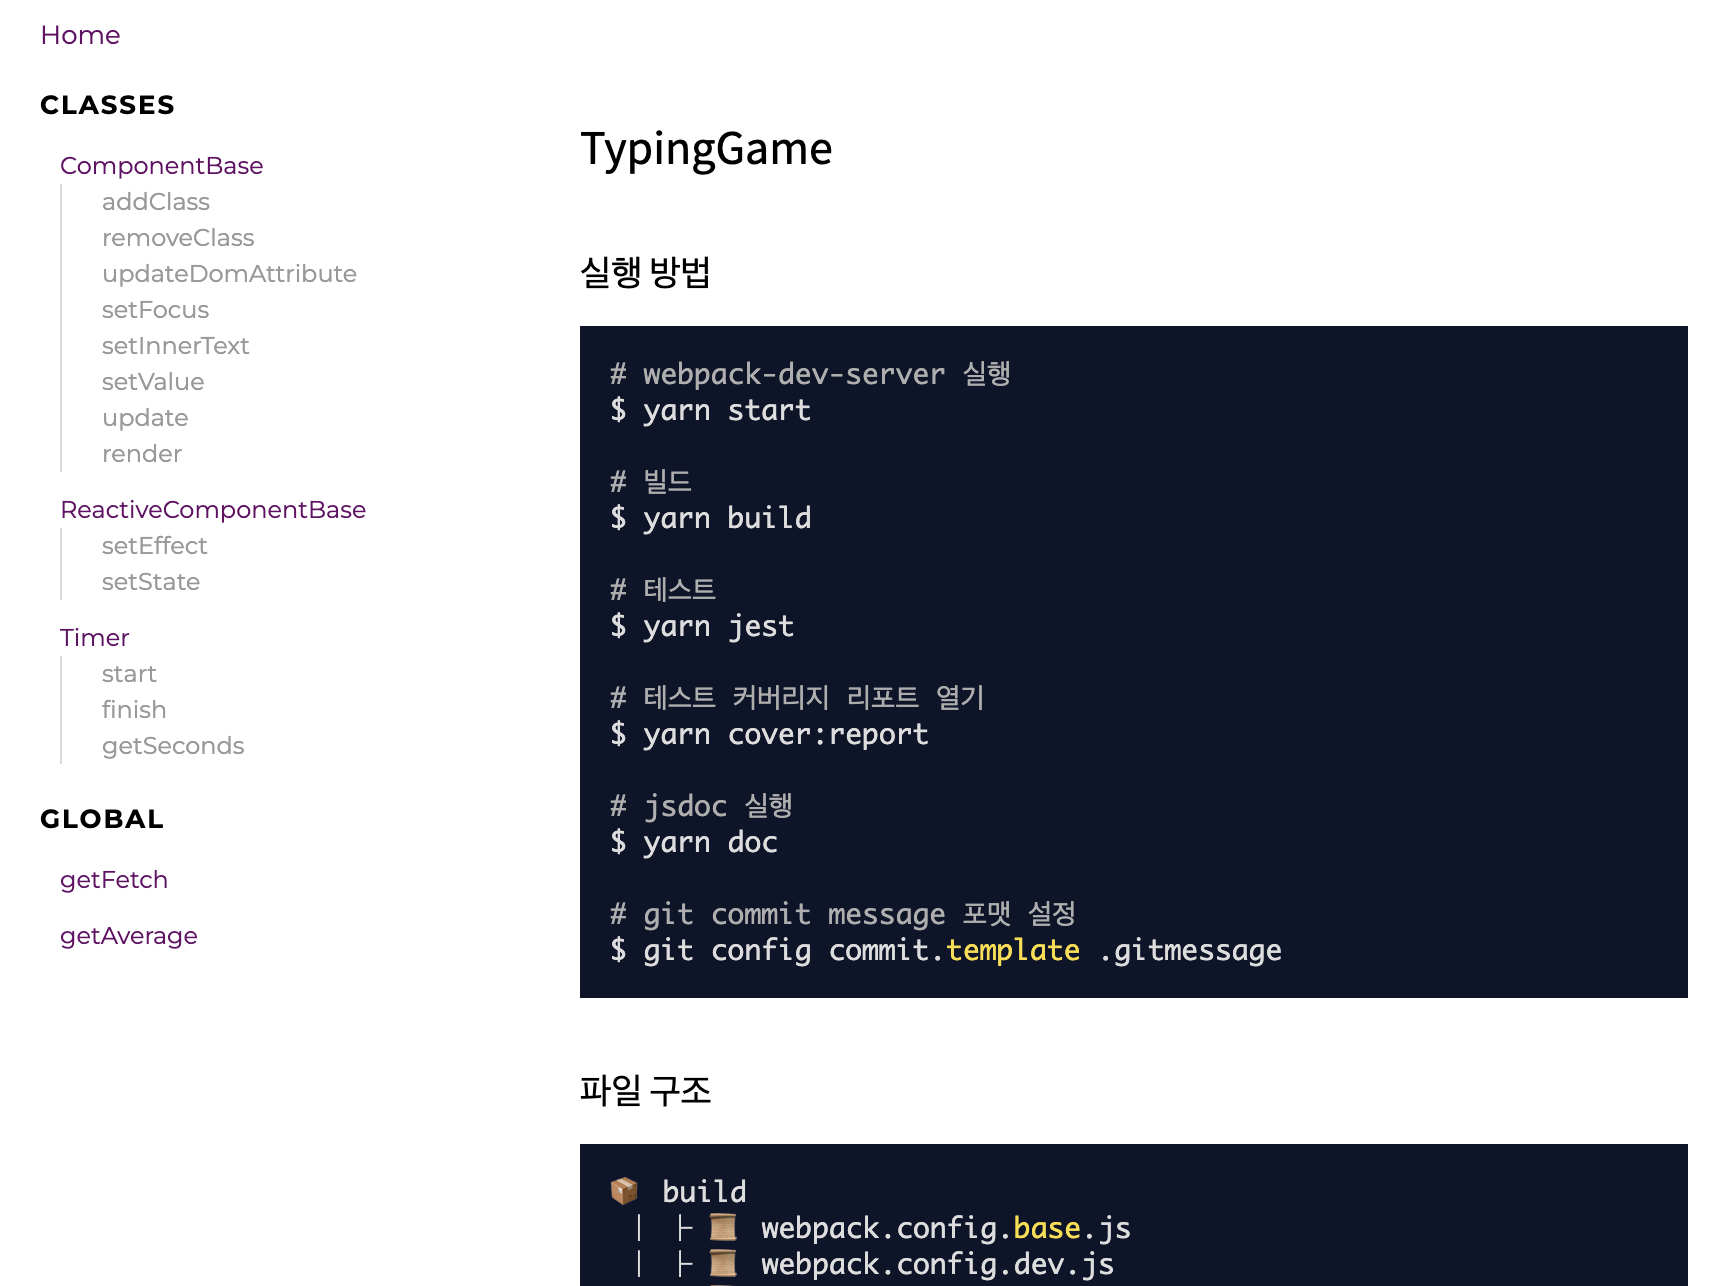 Home
CLASSES
ComponentBase
addClass
removeClass
updateDomAttribute
setFocus
setInnerText
setValue
update
render
ReactiveComponentBase
setEffect
setState
Timer
start
finish
getSeconds
GLOBAL
getFetch
getAverage
TypingGame
실행 방법
# webpack-dev-server 실행
$ yarn start
# 빌드
$ yarn build
# 테스트
$ yarn jest
# 테스트 커버리지 리포트 열기
$ yarn cover:report
# jsdoc 실행
$ yarn doc
# git commit message 포맷 설정
$ git config commit.template .gitmessage
파일 구조
📦 build
| ├ 📜 webpack.config.base.js
| ├ 📜 webpack.config.dev.js